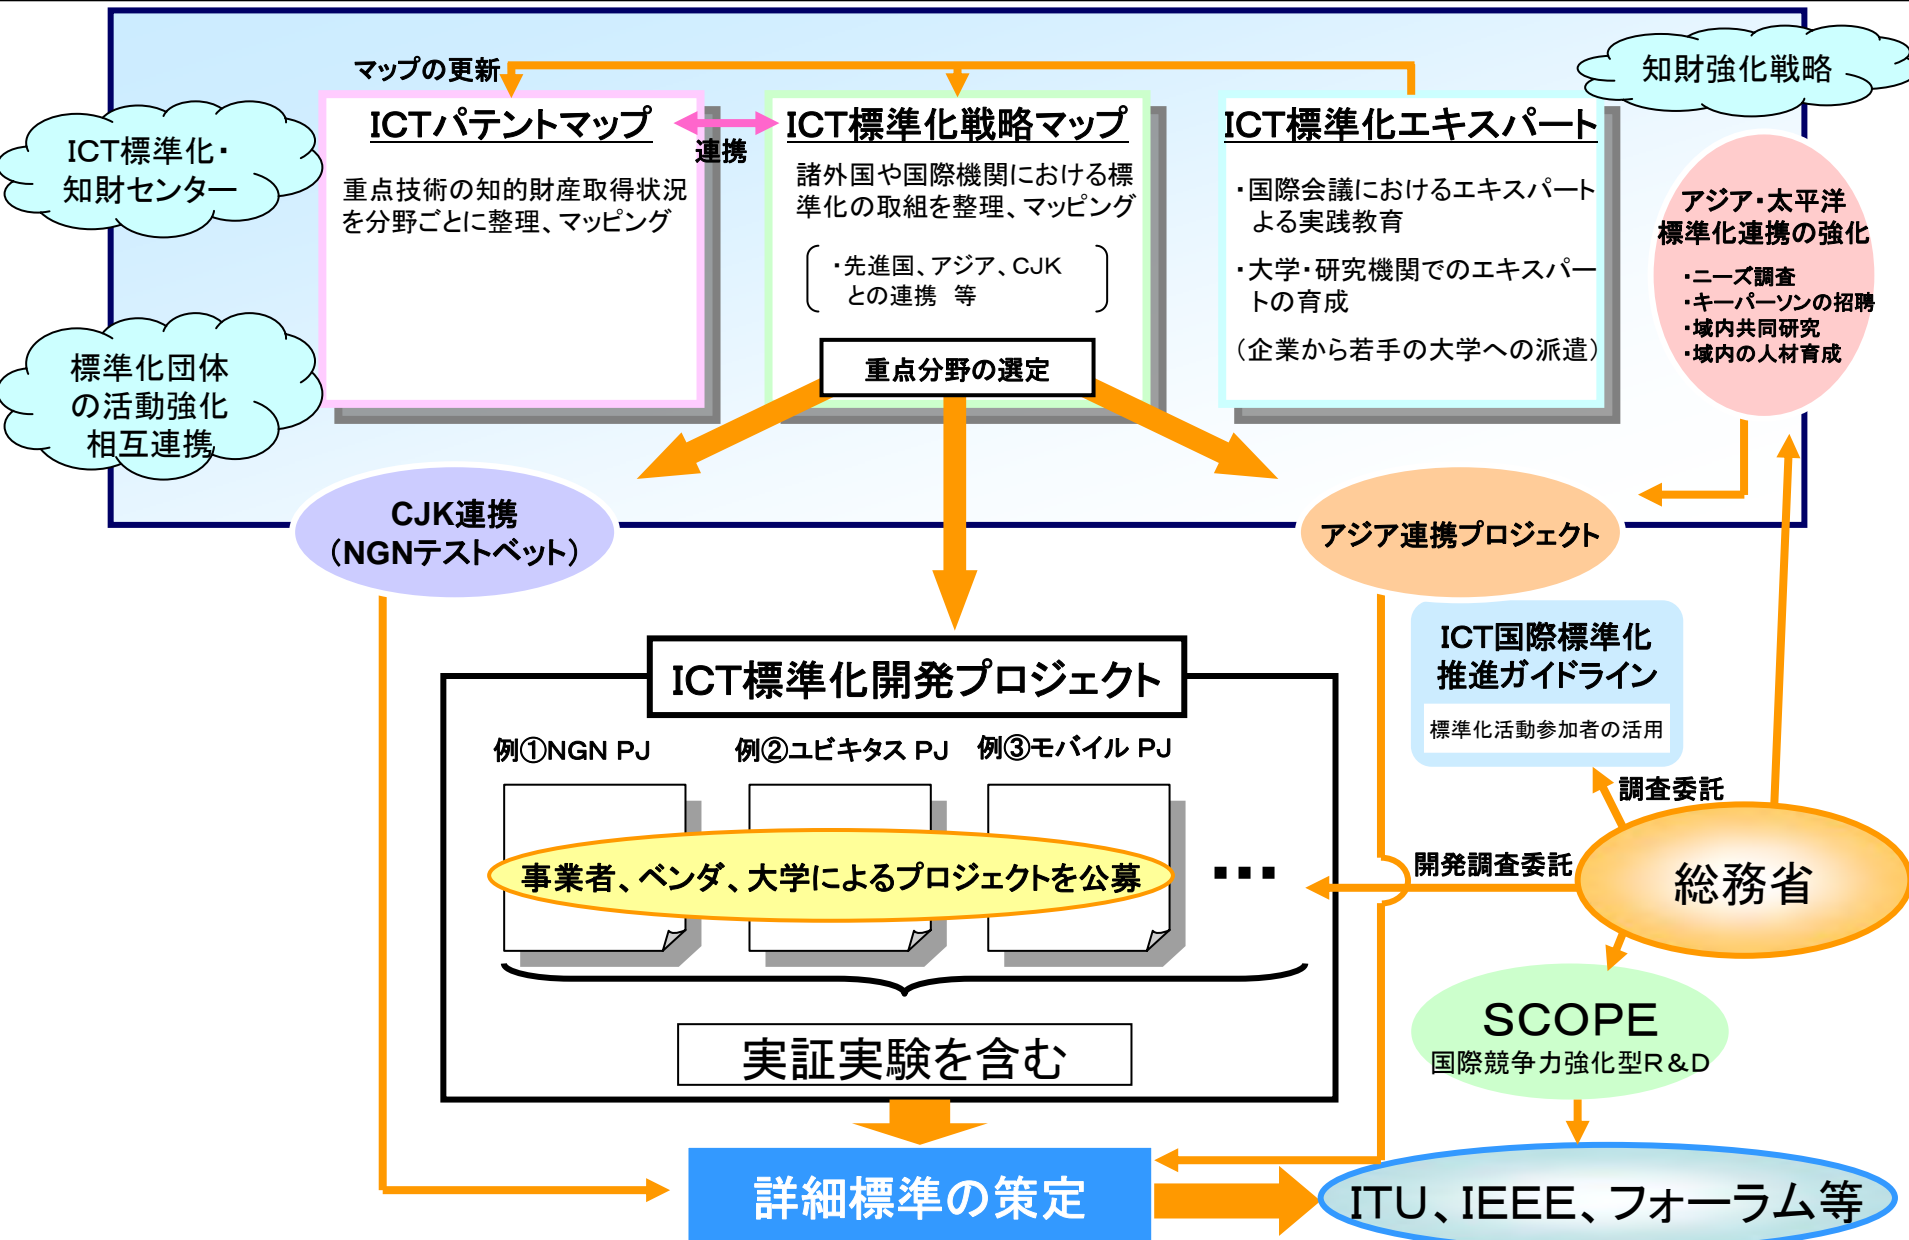 マップの更新
知財強化戦略
ICT標準化・
知財センター
ICTパテントマップ
重点技術の知的財産取得状況
を分野ごとに整理、マッピング
連携
ICT標準化戦略マップ
諸外国や国際機関における標
準化の取組を整理、マッピング
・先進国、アジア、CJK
との連携　等
重点分野の選定
ICT標準化エキスパート
・国際会議におけるエキスパート
よる実践教育
・大学・研究機関でのエキスパー
トの育成
（企業から若手の大学への派遣）
アジア・太平洋
標準化連携の強化
・ニーズ調査
・キーパーソンの招聘
・域内共同研究
・域内の人材育成
標準化団体
の活動強化
相互連携
CJK連携
（NGNテストベット）
アジア連携プロジェクト
ICT標準化開発プロジェクト
例①NGN PJ
例②ユビキタス PJ
例③モバイル PJ
事業者、ベンダ、大学によるプロジェクトを公募
・・・
実証実験を含む
ICT国際標準化
推進ガイドライン
標準化活動参加者の活用
調査委託
開発調査委託
総務省
SCOPE
国際競争力強化型R＆D
詳細標準の策定
ITU、IEEE、フォーラム等